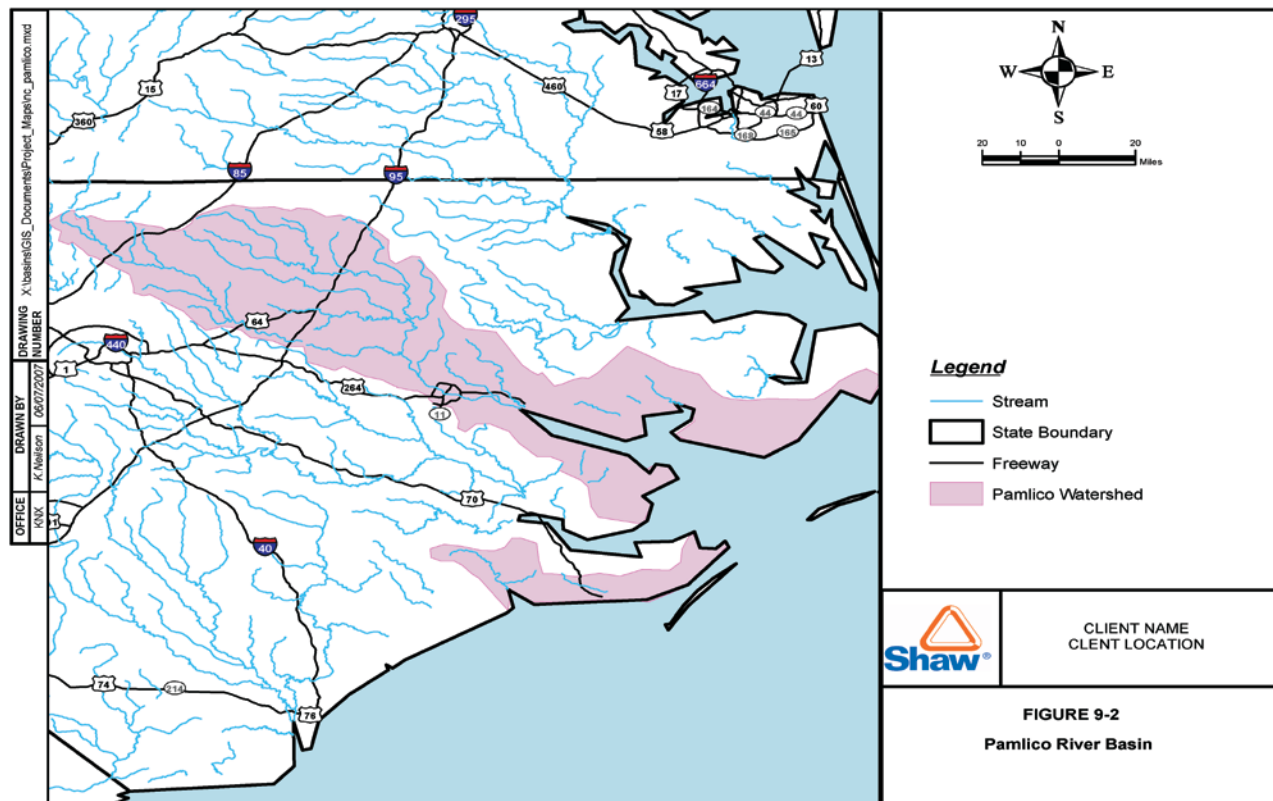 X:\basins\GIS_Documents\Project_Maps\nc_pamlico.mxd
DRAWING
NUMBER
06/07/2007
DRAWN BY
K.Neilson
OFFICE
KNX
295
13
15
460
664
17
164
44
44
60
360
58
168
165
85
95
64
440
1
264
11
70
40
74
214
76
N
W
E
S
20
10
0
20
Miles
Legend
Stream
State Boundary
Freeway
Pamlico Watershed
Shaw®
CLIENT NAME
CLENT LOCATION
FIGURE 9-2
Pamlico River Basin